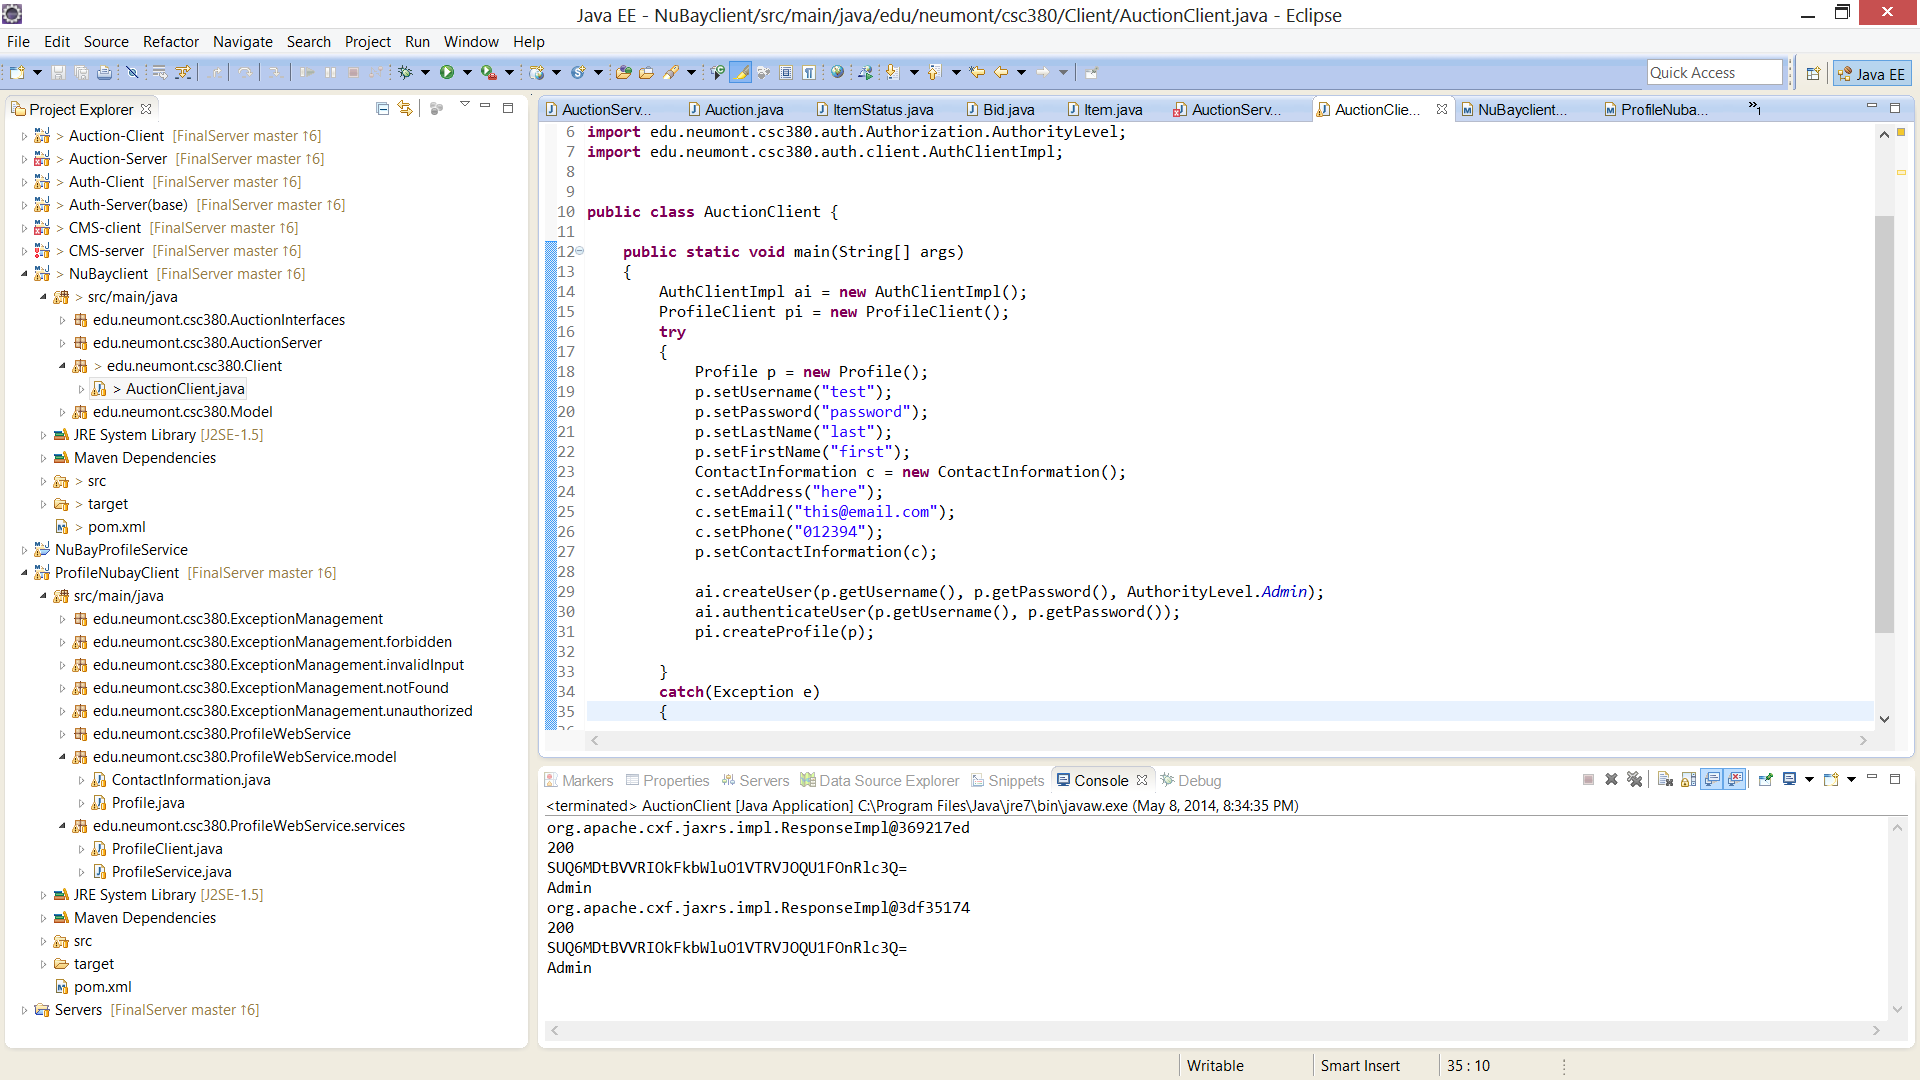 Java EE - NuBayclient/src/main/java/edu/neumont/csc380/Client/AuctionClient.java - Eclipse
File Edit Source Refactor Navigate Search Project Run Window Help
Quick Access
Java EE
Project Explorer
> Auction-Client [FinalServer master ↑6]
> Auction-Server [FinalServer master ↑6]
> Auth-Client [FinalServer master ↑6]
> Auth-Server(base) [FinalServer master ↑6]
> CMS-client [FinalServer master ↑6]
> CMS-server [FinalServer master ↑6]
> NuBayclient [FinalServer master ↑6]
> src/main/java
edu.neumont.csc380.AuctionInterfaces
edu.neumont.csc380.AuctionServer
> edu.neumont.csc380.Client
> AuctionClient.java
edu.neumont.csc380.Model
JRE System Library [J2SE-1.5]
Maven Dependencies
> src
> target
> pom.xml
NuBayProfileService
ProfileNubayClient [FinalServer master ↑6]
src/main/java
edu.neumont.csc380.ExceptionManagement
edu.neumont.csc380.ExceptionManagement.forbidden
edu.neumont.csc380.ExceptionManagement.invalidInput
edu.neumont.csc380.ExceptionManagement.notFound
edu.neumont.csc380.ExceptionManagement.unauthorized
edu.neumont.csc380.ProfileWebService
edu.neumont.csc380.ProfileWebService.model
ContactInformation.java
Profile.java
edu.neumont.csc380.ProfileWebService.services
ProfileClient.java
ProfileService.java
JRE System Library [J2SE-1.5]
Maven Dependencies
src
target
pom.xml
Servers [FinalServer master ↑6]
AuctionServ... Auction.java ItemStatus.java Bid.java Item.java AuctionServ... AuctionClie... NuBayclient... ProfileNuba... »1
6 import edu.neumont.csc380.auth.Authorization.AuthorityLevel;
7 import edu.neumont.csc380.auth.client.AuthClientImpl;
8
9
10 public class AuctionClient {
11
12 public static void main(String[] args)
13 {
14 AuthClientImpl ai = new AuthClientImpl();
15 ProfileClient pi = new ProfileClient();
16 try
17 {
18 Profile p = new Profile();
19 p.setUsername("test");
20 p.setPassword("password");
21 p.setLastName("last");
22 p.setFirstName("first");
23 ContactInformation c = new ContactInformation();
24 c.setAddress("here");
25 c.setEmail("this@email.com");
26 c.setPhone("012394");
27 p.setContactInformation(c);
28
29 ai.createUser(p.getUsername(), p.getPassword(), AuthorityLevel.Admin);
30 ai.authenticateUser(p.getUsername(), p.getPassword());
31 pi.createProfile(p);
32
33 }
34 catch(Exception e)
35 {
Markers Properties Servers Data Source Explorer Snippets Console Debug
<terminated> AuctionClient [Java Application] C:\Program Files\Java\jre7\bin\javaw.exe (May 8, 2014, 8:34:35 PM)
org.apache.cxf.jaxrs.impl.ResponseImpl@369217ed
200
SUQ6MDtBVVRIOkFkbWluO1VTRVJOQU1FOnRlc3Q=
Admin
org.apache.cxf.jaxrs.impl.ResponseImpl@3df35174
200
SUQ6MDtBVVRIOkFkbWluO1VTRVJOQU1FOnRlc3Q=
Admin
Writable Smart Insert 35 : 10